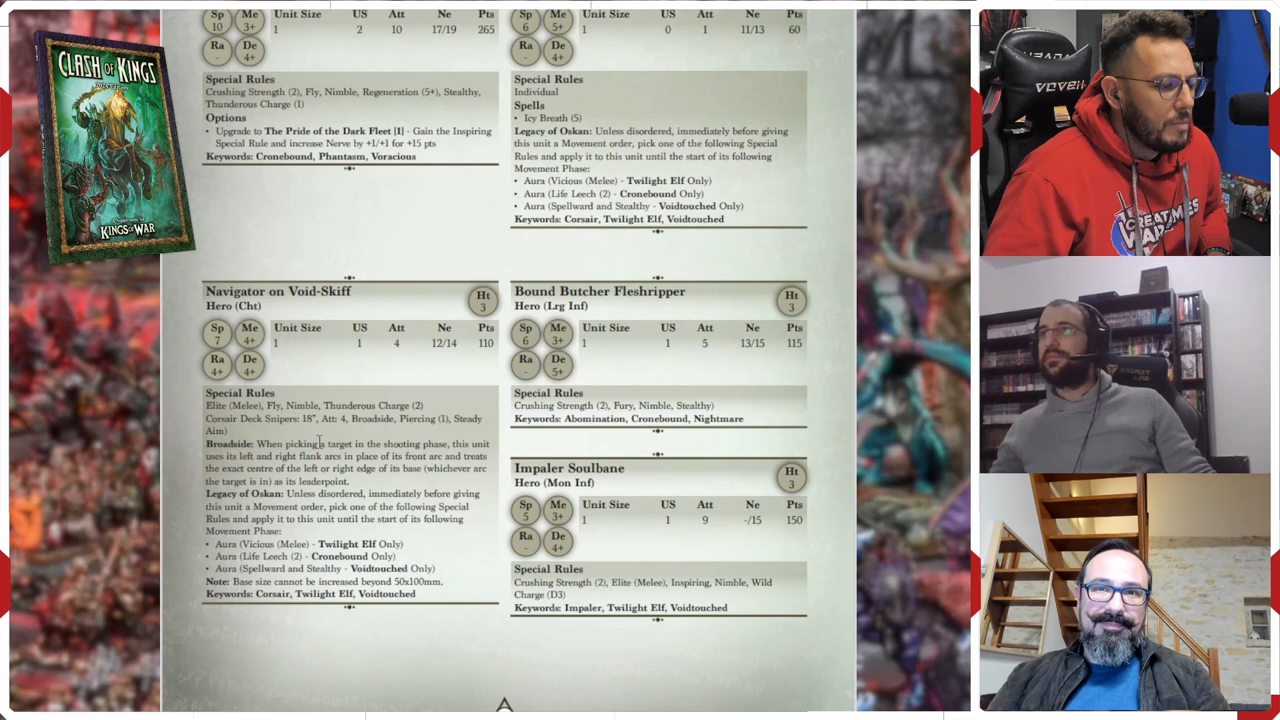 CLASH OF KINGS
A Supplement for
KINGS OF WAR
Sp Me Unit Size US Att Ne Pts
10 3+ 1 2 10 17/19 265
Ra De
- 4+
Special Rules
Crushing Strength (2), Fly, Nimble, Regeneration (5+), Stealthy,
Thunderous Charge (1)
Options
• Upgrade to The Pride of the Dark Fleet [1] - Gain the Inspiring
Special Rule and increase Nerve by +1/+1 for +15 pts
Keywords: Cronebound, Phantasm, Voracious
Sp Me Unit Size US Att Ne Pts
6 5+ 1 0 1 11/13 60
Ra De
- 4+
Special Rules
Individual
Spells
• Icy Breath (5)
Legacy of Oskan: Unless disordered, immediately before giving
this unit a Movement order, pick one of the following Special
Rules and apply it to this unit until the start of its following
Movement Phase:
• Aura (Vicious (Melee) - Twilight Elf Only)
• Aura (Life Leech (2) - Cronebound Only)
• Aura (Spellward and Stealthy - Voidtouched Only)
Keywords: Corsair, Twilight Elf, Voidtouched
Navigator on Void-Skiff
Hero (Cht)
Ht
3
Sp Me Unit Size US Att Ne Pts
7 4+ 1 1 4 12/14 110
Ra De
4+ 4+
Special Rules
Elite (Melee), Fly, Nimble, Thunderous Charge (2)
Corsair Deck Snipers: 18", Att: 4, Broadside, Piercing (1), Steady
Aim)
Broadside: When picking a target in the shooting phase, this unit
uses its left and right flank arcs in place of its front arc and treats
the exact centre of the left or right edge of its base (whichever arc
the target is in) as its leaderpoint.
Legacy of Oskan: Unless disordered, immediately before giving
this unit a Movement order, pick one of the following Special
Rules and apply it to this unit until the start of its following
Movement Phase:
• Aura (Vicious (Melee) - Twilight Elf Only)
• Aura (Life Leech (2) - Cronebound Only)
• Aura (Spellward and Stealthy - Voidtouched Only)
Note: Base size cannot be increased beyond 50x100mm.
Keywords: Corsair, Twilight Elf, Voidtouched
Bound Butcher Fleshripper
Hero (Lrg Inf)
Ht
3
Sp Me Unit Size US Att Ne Pts
6 3+ 1 1 5 13/15 115
Ra De
- 5+
Special Rules
Crushing Strength (2), Fury, Nimble, Stealthy)
Keywords: Abomination, Cronebound, Nightmare
Impaler Soulbane
Hero (Mon Inf)
Ht
3
Sp Me Unit Size US Att Ne Pts
5 3+ 1 1 9 -/15 150
Ra De
- 4+
Special Rules
Crushing Strength (2), Elite (Melee), Inspiring, Nimble, Wild
Charge (D3)
Keywords: Impaler, Twilight Elf, Voidtouched